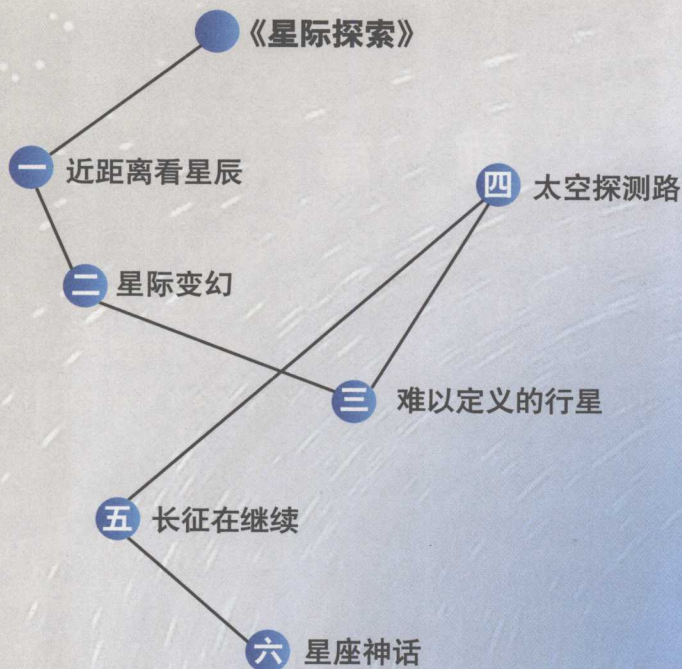 《星际探索》
一 近距离看星辰
二 星际变幻
三 难以定义的行星
四 太空探测路
五 长征在继续
六 星座神话